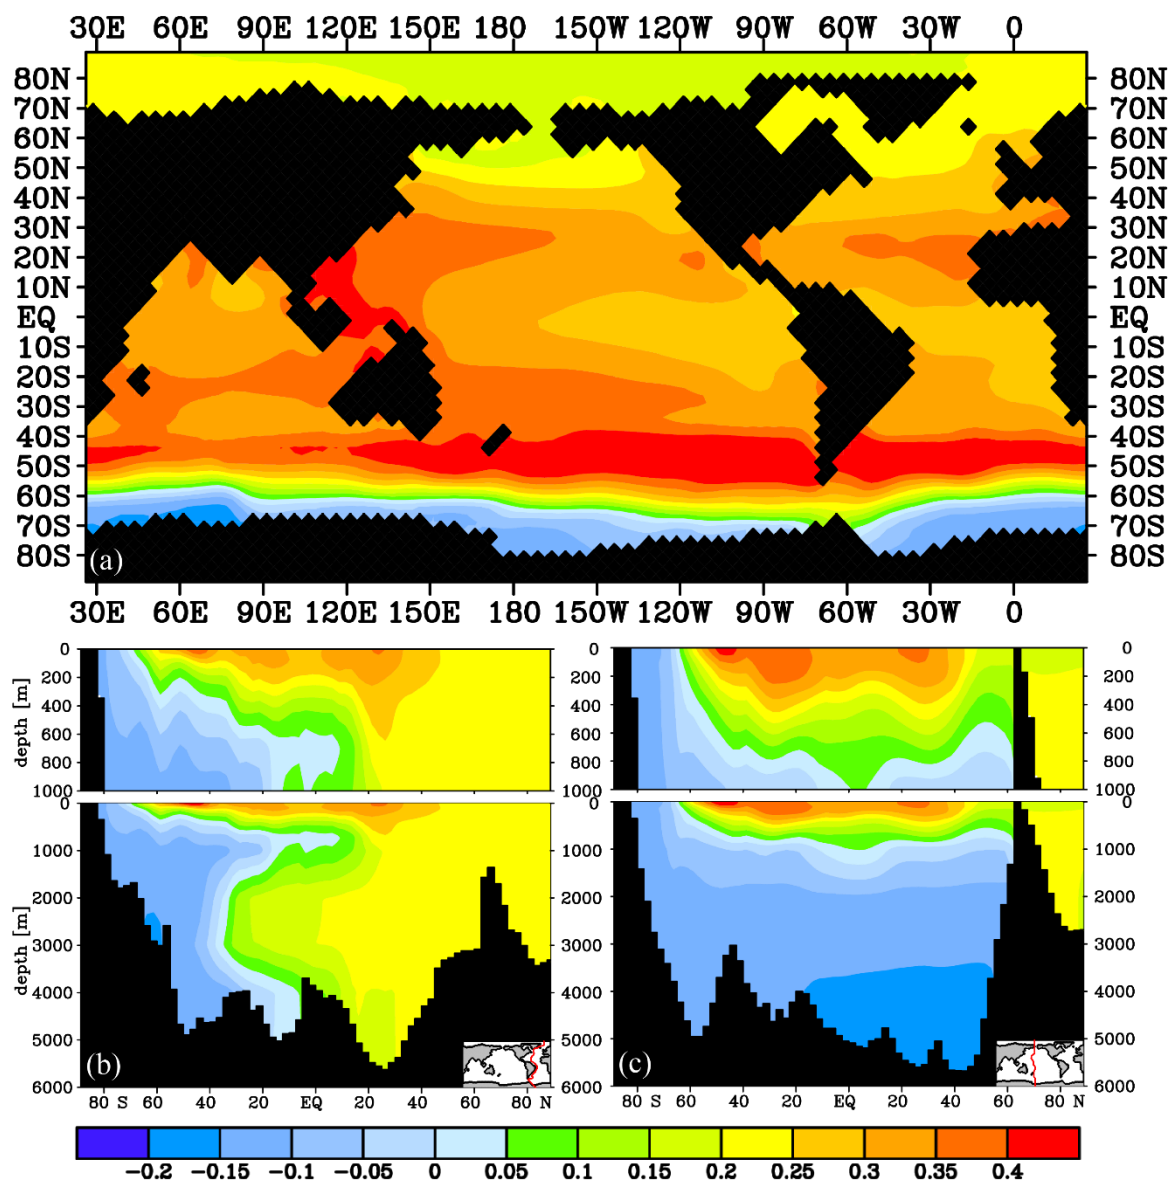 30E 60E 90E 120E 150E 180 150W 120W 90W 60W 30W 0
80N 80N
70N 70N
60N 60N
50N 50N
40N 40N
30N 30N
20N 20N
10N 10N
EQ EQ
10S 10S
20S 20S
30S 30S
40S 40S
50S 50S
60S 60S
70S 70S
80S 80S
(a)
30E 60E 90E 120E 150E 180 150W 120W 90W 60W 30W 0
0 0 0
200 200 200
depth [m]
400 400 400
600 600 600
800 800 800
1000 1000 1000
0 0 0
1000 1000 1000
2000 2000 2000
depth [m]
3000 3000 3000
4000 4000 4000
5000 5000 5000
(b) (c)
6000 6000 6000
80 S 60 40 20 EQ 20 40 60 80 N 80 S 60 40 20 EQ 20 40 60 80 N
-0.2 -0.15 -0.1 -0.05 0 0.05 0.1 0.15 0.2 0.25 0.3 0.35 0.4